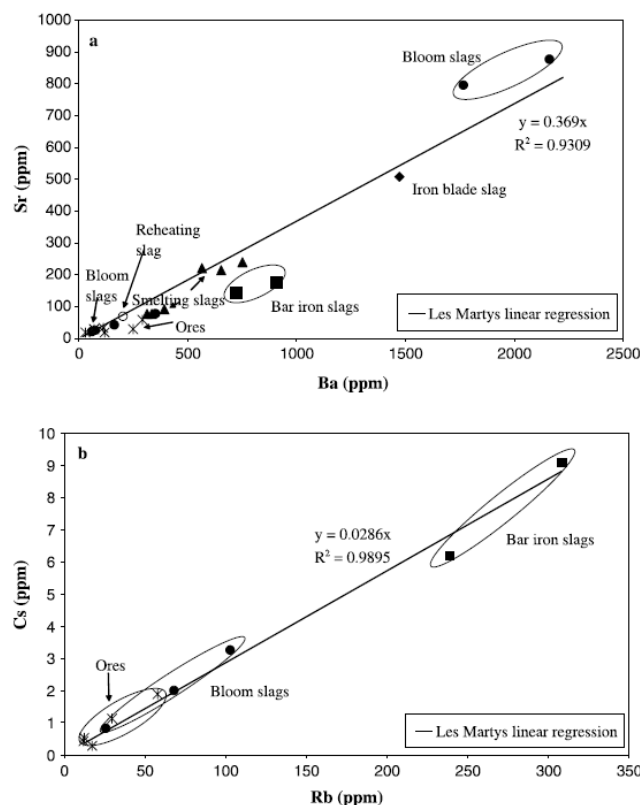 a
1000
900
800
700
600
500
400
300
200
100
0
Sr (ppm)
Bloom slags
y = 0.369x
R² = 0.9309
Iron blade slag
Reheating
slag
Bloom
slags
Smelting slags
Ores
Bar iron slags
Les Martys linear regression
0 500 1000 1500 2000 2500
Ba (ppm)
b
10
9
8
7
6
5
4
3
2
1
0
Cs (ppm)
y = 0.0286x
R² = 0.9895
Bar iron slags
Ores
Bloom slags
Les Martys linear regression
0 50 100 150 200 250 300 350
Rb (ppm)